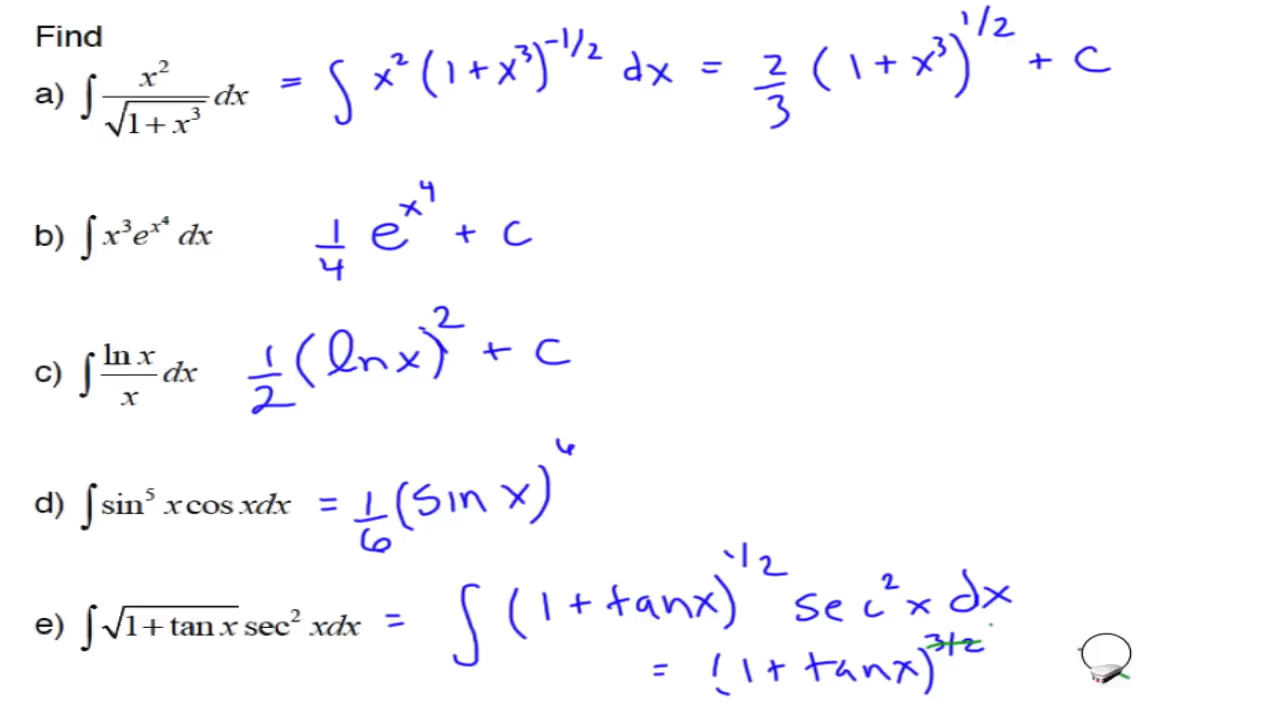 Find
a) ∫ x²/√(1 + x³) dx = ∫ x² (1 + x³)^(-1/2) dx = 2/3 (1 + x³)^(1/2) + C
b) ∫ x³e^(x⁴) dx 1/4 e^(x⁴) + C
c) ∫ ln x/x dx 1/2 (ln x)² + C
d) ∫ sin⁵ x cos xdx = 1/6 (sin x)⁶
e) ∫ √(1 + tan x) sec² xdx = ∫ (1 + tan x)^(1/2) sec² x dx
= (1 + tan x)^(3/2)